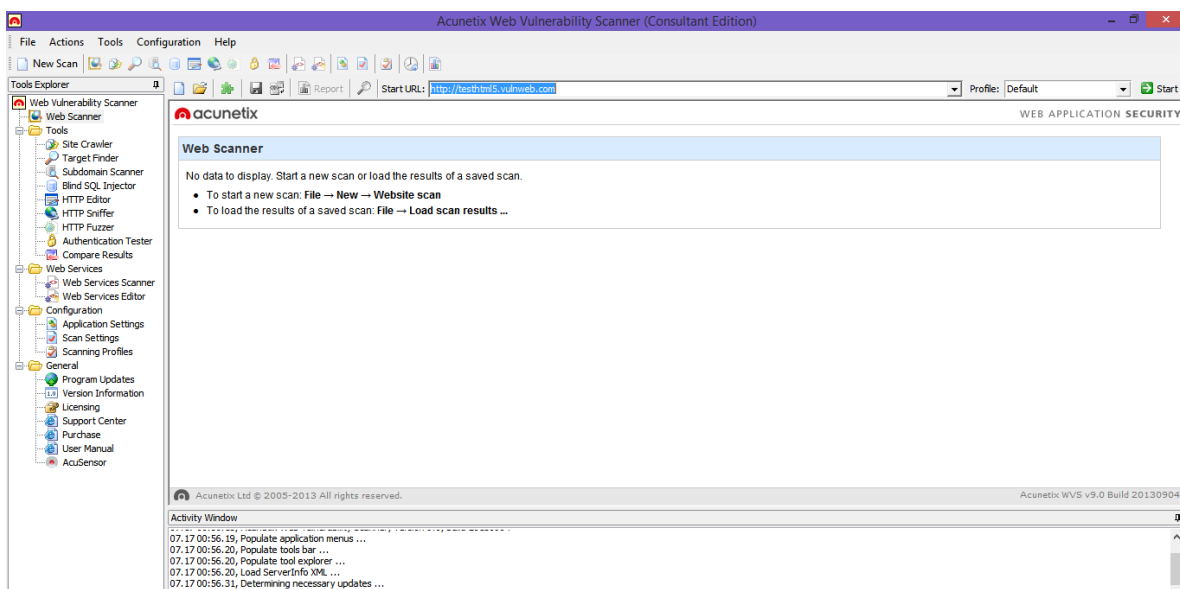 Acunetix Web Vulnerability Scanner (Consultant Edition)
File Actions Tools Configuration Help
New Scan
Tools Explorer
Report Start URL: http://testhtml5.vulnweb.com Profile: Default Start
Web Vulnerability Scanner
Web Scanner
Tools
Site Crawler
Target Finder
Subdomain Scanner
Blind SQL Injector
HTTP Editor
HTTP Sniffer
HTTP Fuzzer
Authentication Tester
Compare Results
Web Services
Web Services Scanner
Web Services Editor
Configuration
Application Settings
Scan Settings
Scanning Profiles
General
Program Updates
1.0 Version Information
Licensing
Support Center
Purchase
User Manual
AcuSensor
acunetix WEB APPLICATION SECURITY
Web Scanner
No data to display. Start a new scan or load the results of a saved scan.
• To start a new scan: File → New → Website scan
• To load the results of a saved scan: File → Load scan results ...
Acunetix Ltd © 2005-2013 All rights reserved. Acunetix WVS v9.0 Build 20130904
Activity Window
07.17 00:56.19, Populate application menus ...
07.17 00:56.20, Populate tools bar ...
07.17 00:56.20, Populate tool explorer ...
07.17 00:56.20, Load ServerInfo XML ...
07.17 00:56.31, Determining necessary updates ...